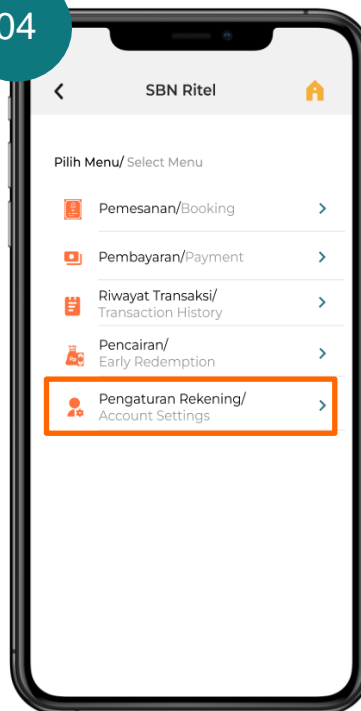 04
SBN Ritel
Pilih Menu/ Select Menu
Pemesanan/Booking
Pembayaran/Payment
Riwayat Transaksi/
Transaction History
Pencairan/
Early Redemption
Pengaturan Rekening/
Account Settings